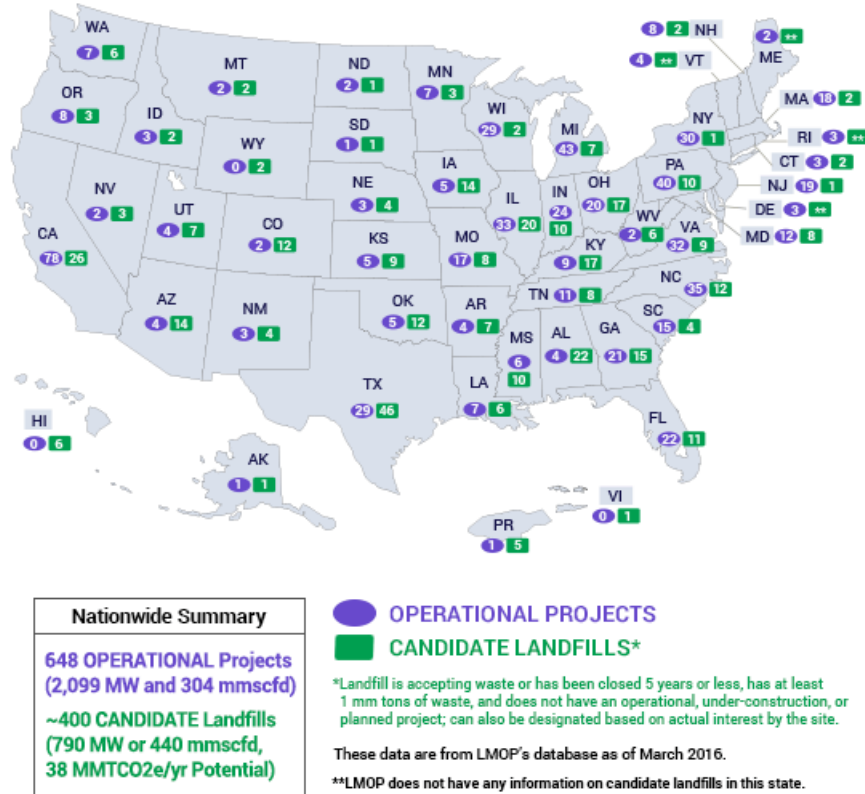 WA
7 6
MT
2 2
ND
2 1
MN
7 3
8 2 NH
4 ** VT
2 **
ME
OR
8 3
ID
3 2
WY
0 2
SD
1 1
WI
29 2
MI
43 7
NY
30 1
MA 18 2
RI 3 **
CT 3 2
NJ 19 1
DE 3 **
MD 12 8
NV
2 3
UT
4 7
CO
2 12
NE
3 4
IA
5 14
IL
33 20
IN
24
10
OH
20 17
PA
40 10
WV
2 6
VA
32 9
CA
78 26
KS
5 9
MO
17 8
KY
9 17
NC
35 12
AZ
4 14
NM
3 4
OK
5 12
AR
4 7
TN 11 8
SC
15 4
MS
6
10
AL
4 22
GA
21 15
TX
29 46
LA
7 6
FL
22 11
HI
0 6
AK
1 1
PR
1 5
VI
0 1
Nationwide Summary
648 OPERATIONAL Projects
(2,099 MW and 304 mmscfd)
~400 CANDIDATE Landfills
(790 MW or 440 mmscfd,
38 MMTCO2e/yr Potential)
OPERATIONAL PROJECTS
CANDIDATE LANDFILLS*
*Landfill is accepting waste or has been closed 5 years or less, has at least
1 mm tons of waste, and does not have an operational, under-construction, or
planned project; can also be designated based on actual interest by the site.
These data are from LMOP's database as of March 2016.
**LMOP does not have any information on candidate landfills in this state.